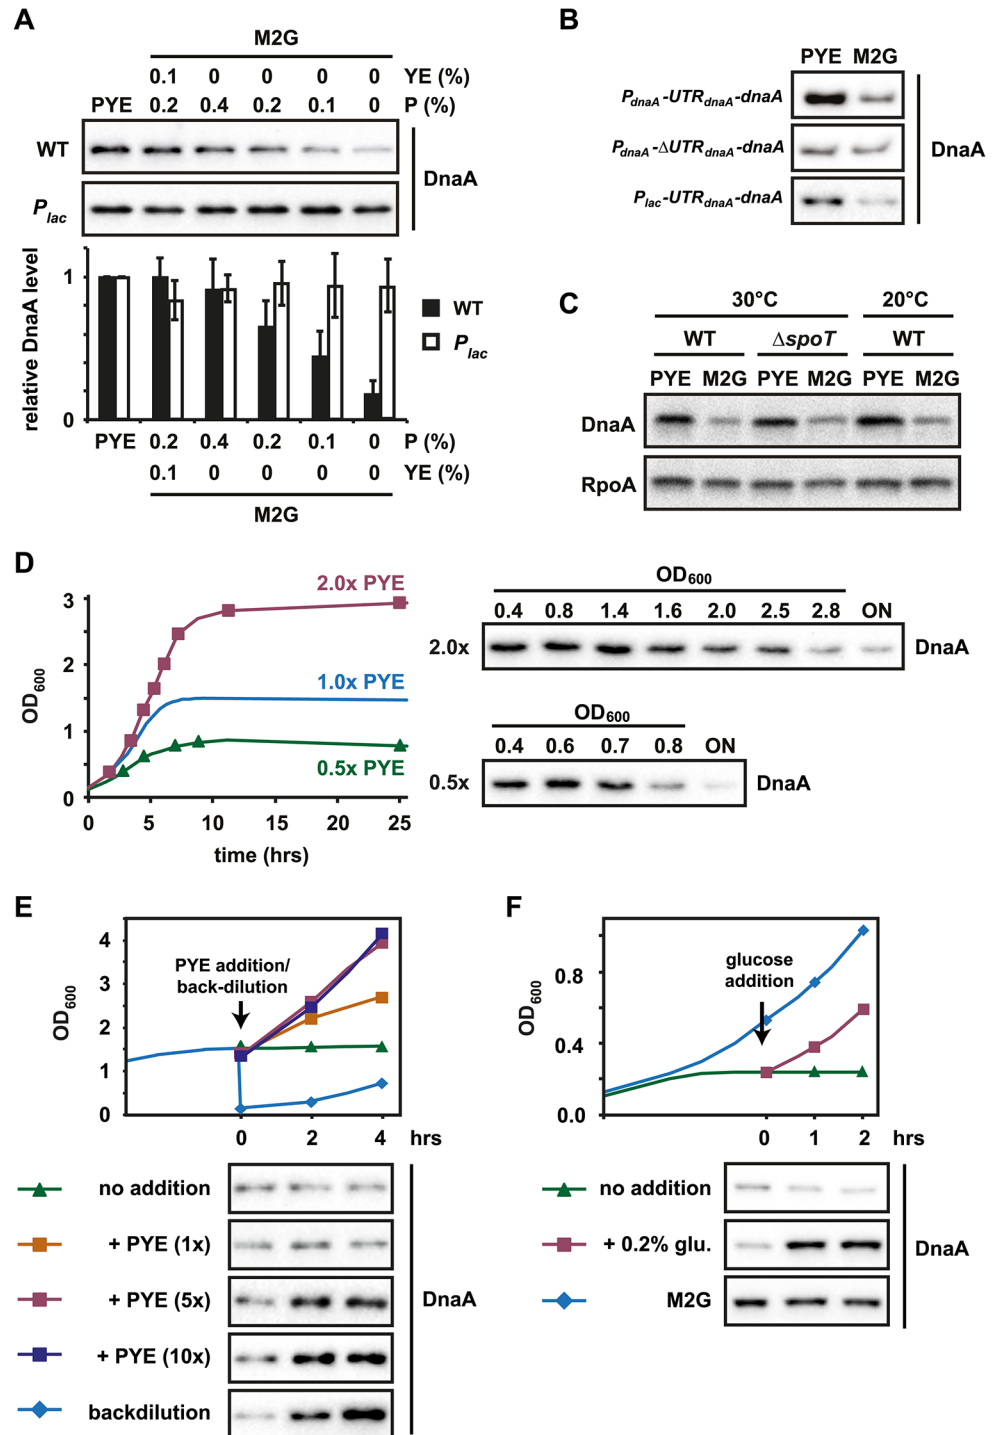 A
M2G
0.1 0 0 0 0 YE (%)
PYE 0.2 0.4 0.2 0.1 0 P (%)
WT
DnaA
Plac
relative DnaA level
1
0
WT
Plac
PYE 0.2 0.4 0.2 0.1 0 P (%)
0.1 0 0 0 0 YE (%)
M2G
B
PYE M2G
PdnaA-UTRdnaA-dnaA
PdnaA-ΔUTRdnaA-dnaA
DnaA
Plac-UTRdnaA-dnaA
C
30°C 20°C
WT ΔspoT WT
PYE M2G PYE M2G PYE M2G
DnaA
RpoA
D
OD600
3
2
1
0
0 5 10 15 20 25
time (hrs)
2.0x PYE
1.0x PYE
0.5x PYE
OD600
0.4 0.8 1.4 1.6 2.0 2.5 2.8 ON
2.0x DnaA
OD600
0.4 0.6 0.7 0.8 ON
0.5x DnaA
E
OD600
4
3
2
1
0
PYE addition/
back-dilution
0 2 4 hrs
no addition
+ PYE (1x)
+ PYE (5x)
DnaA
+ PYE (10x)
backdilution
F
OD600
0.8
0.4
0.0
glucose
addition
0 1 2 hrs
no addition
+ 0.2% glu.
DnaA
M2G